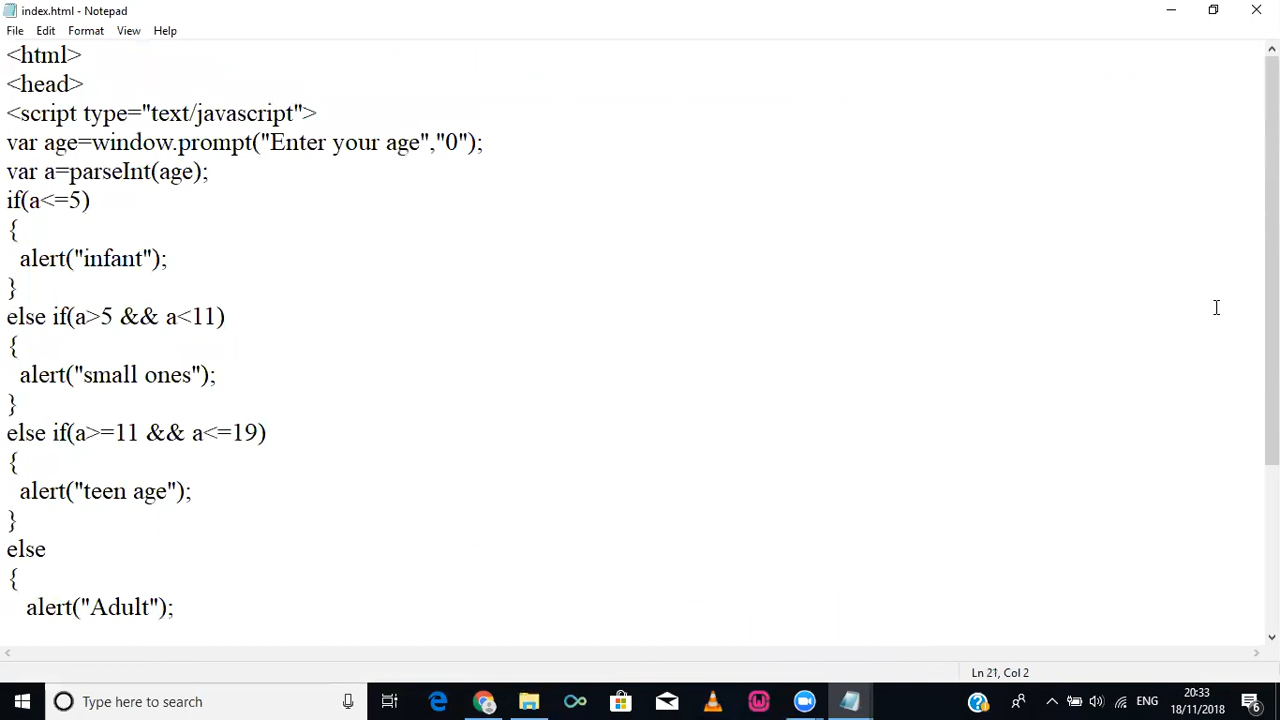 index.html - Notepad
File Edit Format View Help
<html>
<head>
<script type="text/javascript">
var age=window.prompt("Enter your age","0");
var a=parseInt(age);
if(a<=5)
{
  alert("infant");
}
else if(a>5 && a<11)
{
  alert("small ones");
}
else if(a>=11 && a<=19)
{
  alert("teen age");
}
else
{
   alert("Adult");
Ln 21, Col 2
Type here to search
ENG
20:33
18/11/2018
6